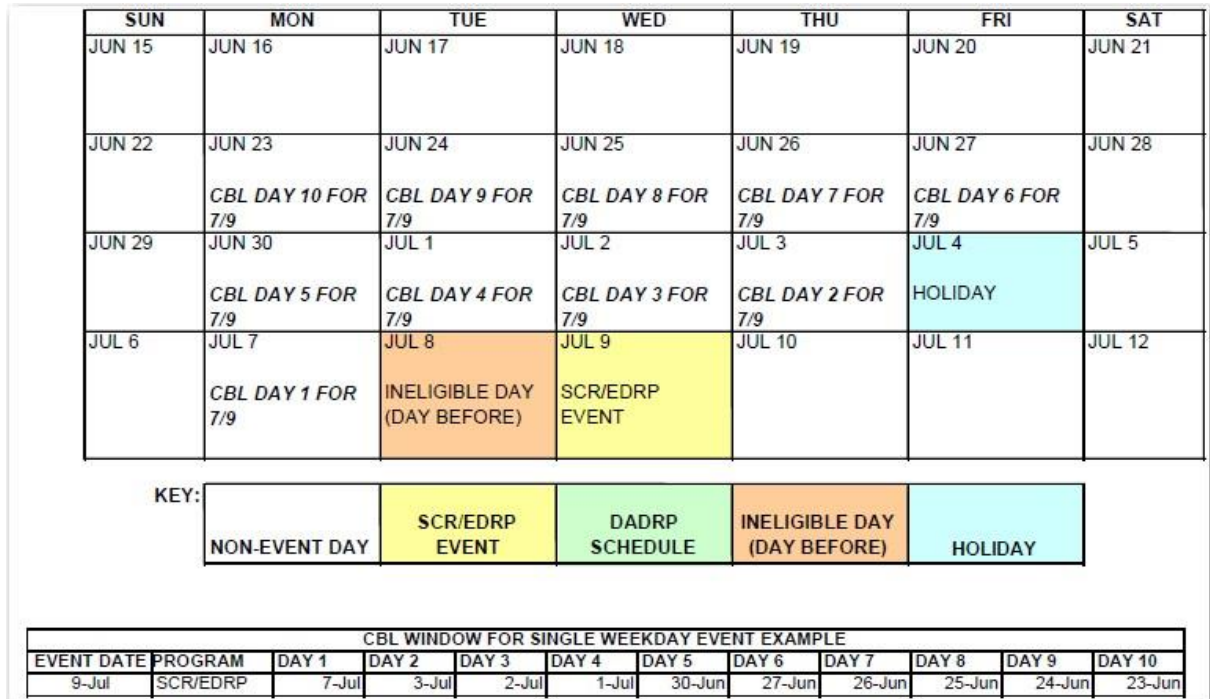 SUN MON TUE WED THU FRI SAT
JUN 15 JUN 16 JUN 17 JUN 18 JUN 19 JUN 20 JUN 21
JUN 22 JUN 23 JUN 24 JUN 25 JUN 26 JUN 27 JUN 28
CBL DAY 10 FOR CBL DAY 9 FOR CBL DAY 8 FOR CBL DAY 7 FOR CBL DAY 6 FOR
7/9 7/9 7/9 7/9 7/9
JUN 29 JUN 30 JUL 1 JUL 2 JUL 3 JUL 4 JUL 5
CBL DAY 5 FOR CBL DAY 4 FOR CBL DAY 3 FOR CBL DAY 2 FOR HOLIDAY
7/9 7/9 7/9 7/9
JUL 6 JUL 7 JUL 8 JUL 9 JUL 10 JUL 11 JUL 12
CBL DAY 1 FOR INELIGIBLE DAY SCR/EDRP
7/9 (DAY BEFORE) EVENT
KEY:
SCR/EDRP DADRP INELIGIBLE DAY
NON-EVENT DAY EVENT SCHEDULE (DAY BEFORE) HOLIDAY
CBL WINDOW FOR SINGLE WEEKDAY EVENT EXAMPLE
EVENT DATE PROGRAM DAY 1 DAY 2 DAY 3 DAY 4 DAY 5 DAY 6 DAY 7 DAY 8 DAY 9 DAY 10
9-Jul SCR/EDRP 7-Jul 3-Jul 2-Jul 1-Jul 30-Jun 27-Jun 26-Jun 25-Jun 24-Jun 23-Jun